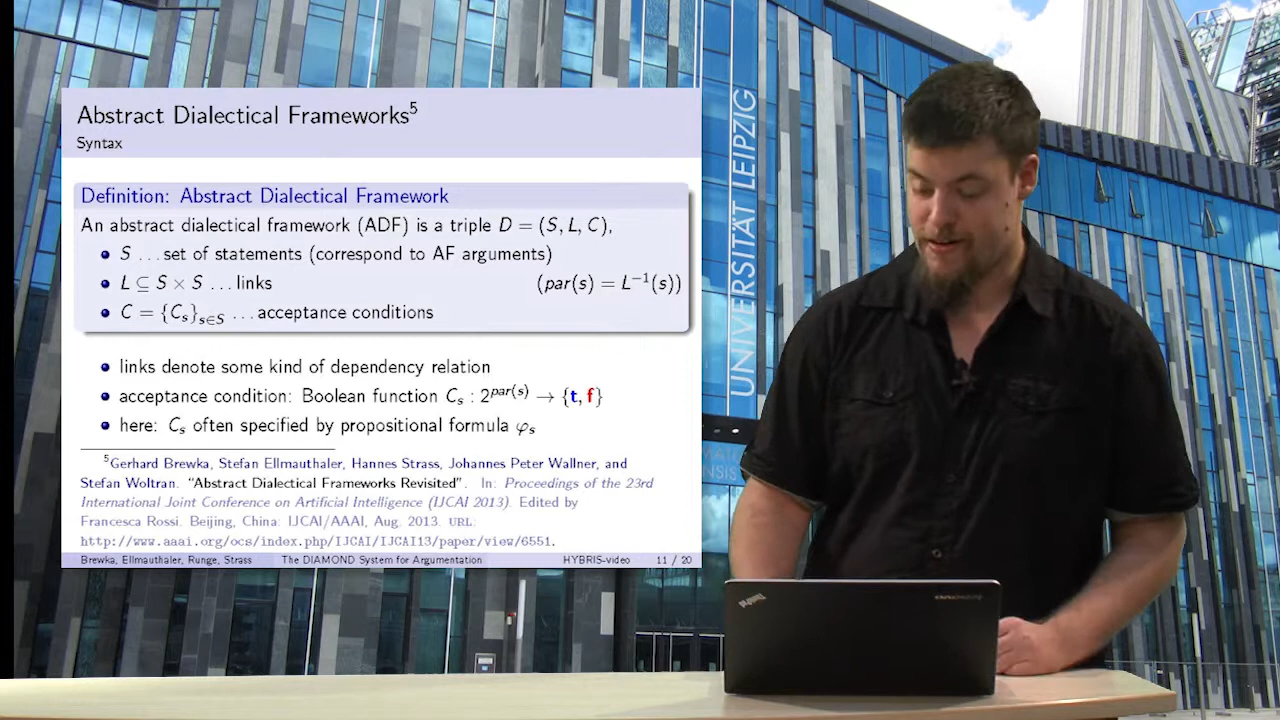 Abstract Dialectical Frameworks⁵
Syntax
Definition: Abstract Dialectical Framework
An abstract dialectical framework (ADF) is a triple D = (S, L, C),
• S … set of statements (correspond to AF arguments)
• L ⊆ S × S … links (par(s) = L⁻¹(s))
• C = {C_s}_{s∈S} … acceptance conditions
• links denote some kind of dependency relation
• acceptance condition: Boolean function C_s : 2^{par(s)} → {t, f}
• here: C_s often specified by propositional formula φ_s
⁵Gerhard Brewka, Stefan Ellmauthaler, Hannes Strass, Johannes Peter Wallner, and
Stefan Woltran. "Abstract Dialectical Frameworks Revisited". In: Proceedings of the 23rd
International Joint Conference on Artificial Intelligence (IJCAI 2013). Edited by
Francesca Rossi. Beijing, China: IJCAI/AAAI, Aug. 2013. URL:
http://www.aaai.org/ocs/index.php/IJCAI/IJCAI13/paper/view/6551.
Brewka, Ellmauthaler, Runge, Strass The DIAMOND System for Argumentation HYBRIS-video 11 / 20
UNIVERSITÄT LEIPZIG
ThinkPad